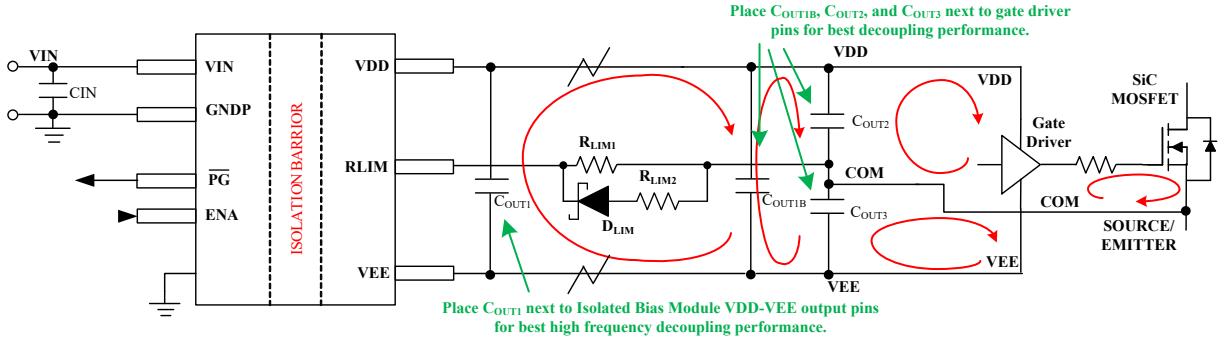 Place COUT1B, COUT2, and COUT3 next to gate driver
pins for best decoupling performance.
VIN
CIN
VIN
GNDP
PG
ENA
ISOLATION BARRIER
VDD
RLIM
VEE
COUT1
RLIM1
RLIM2
DLIM
COUT1B
VDD
COUT2
COM
COUT3
VEE
VDD
Gate
Driver
VEE
SiC
MOSFET
COM
SOURCE/
EMITTER
Place COUT1 next to Isolated Bias Module VDD-VEE output pins
for best high frequency decoupling performance.